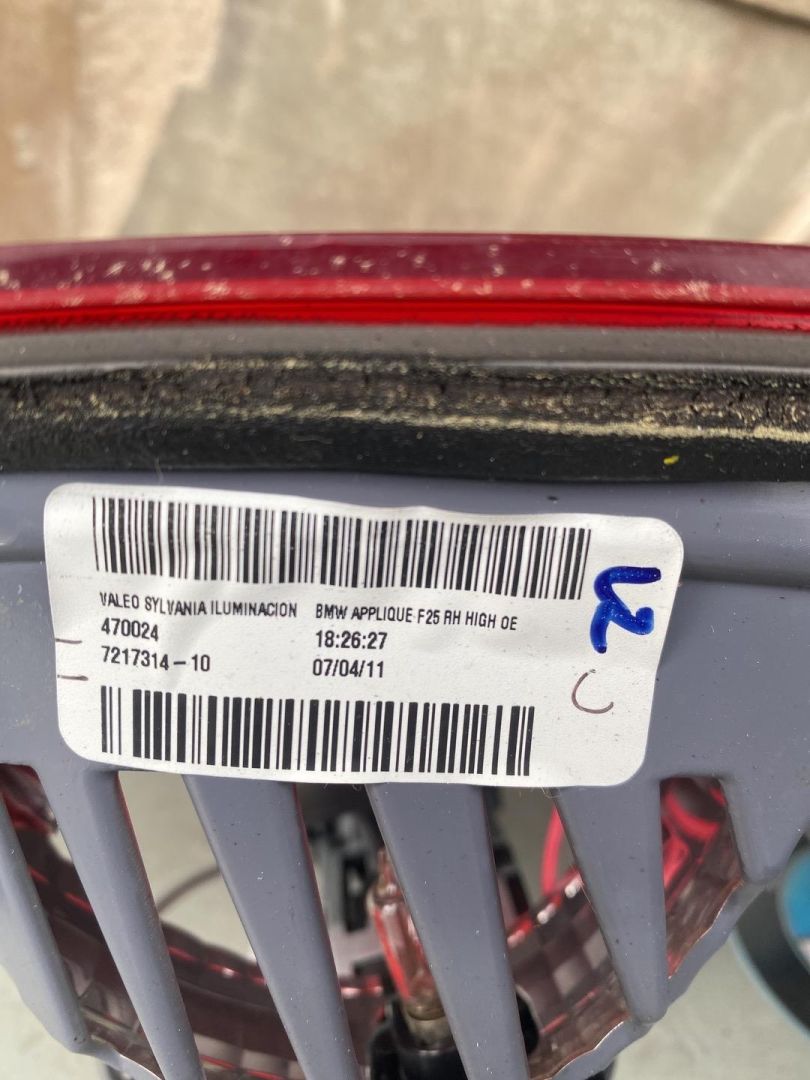 VALEO SYLVANIA ILUMINACION BMW APPLIQUE F25 RH HIGH OE
470024 18:26:27
7217314-10 07/04/11